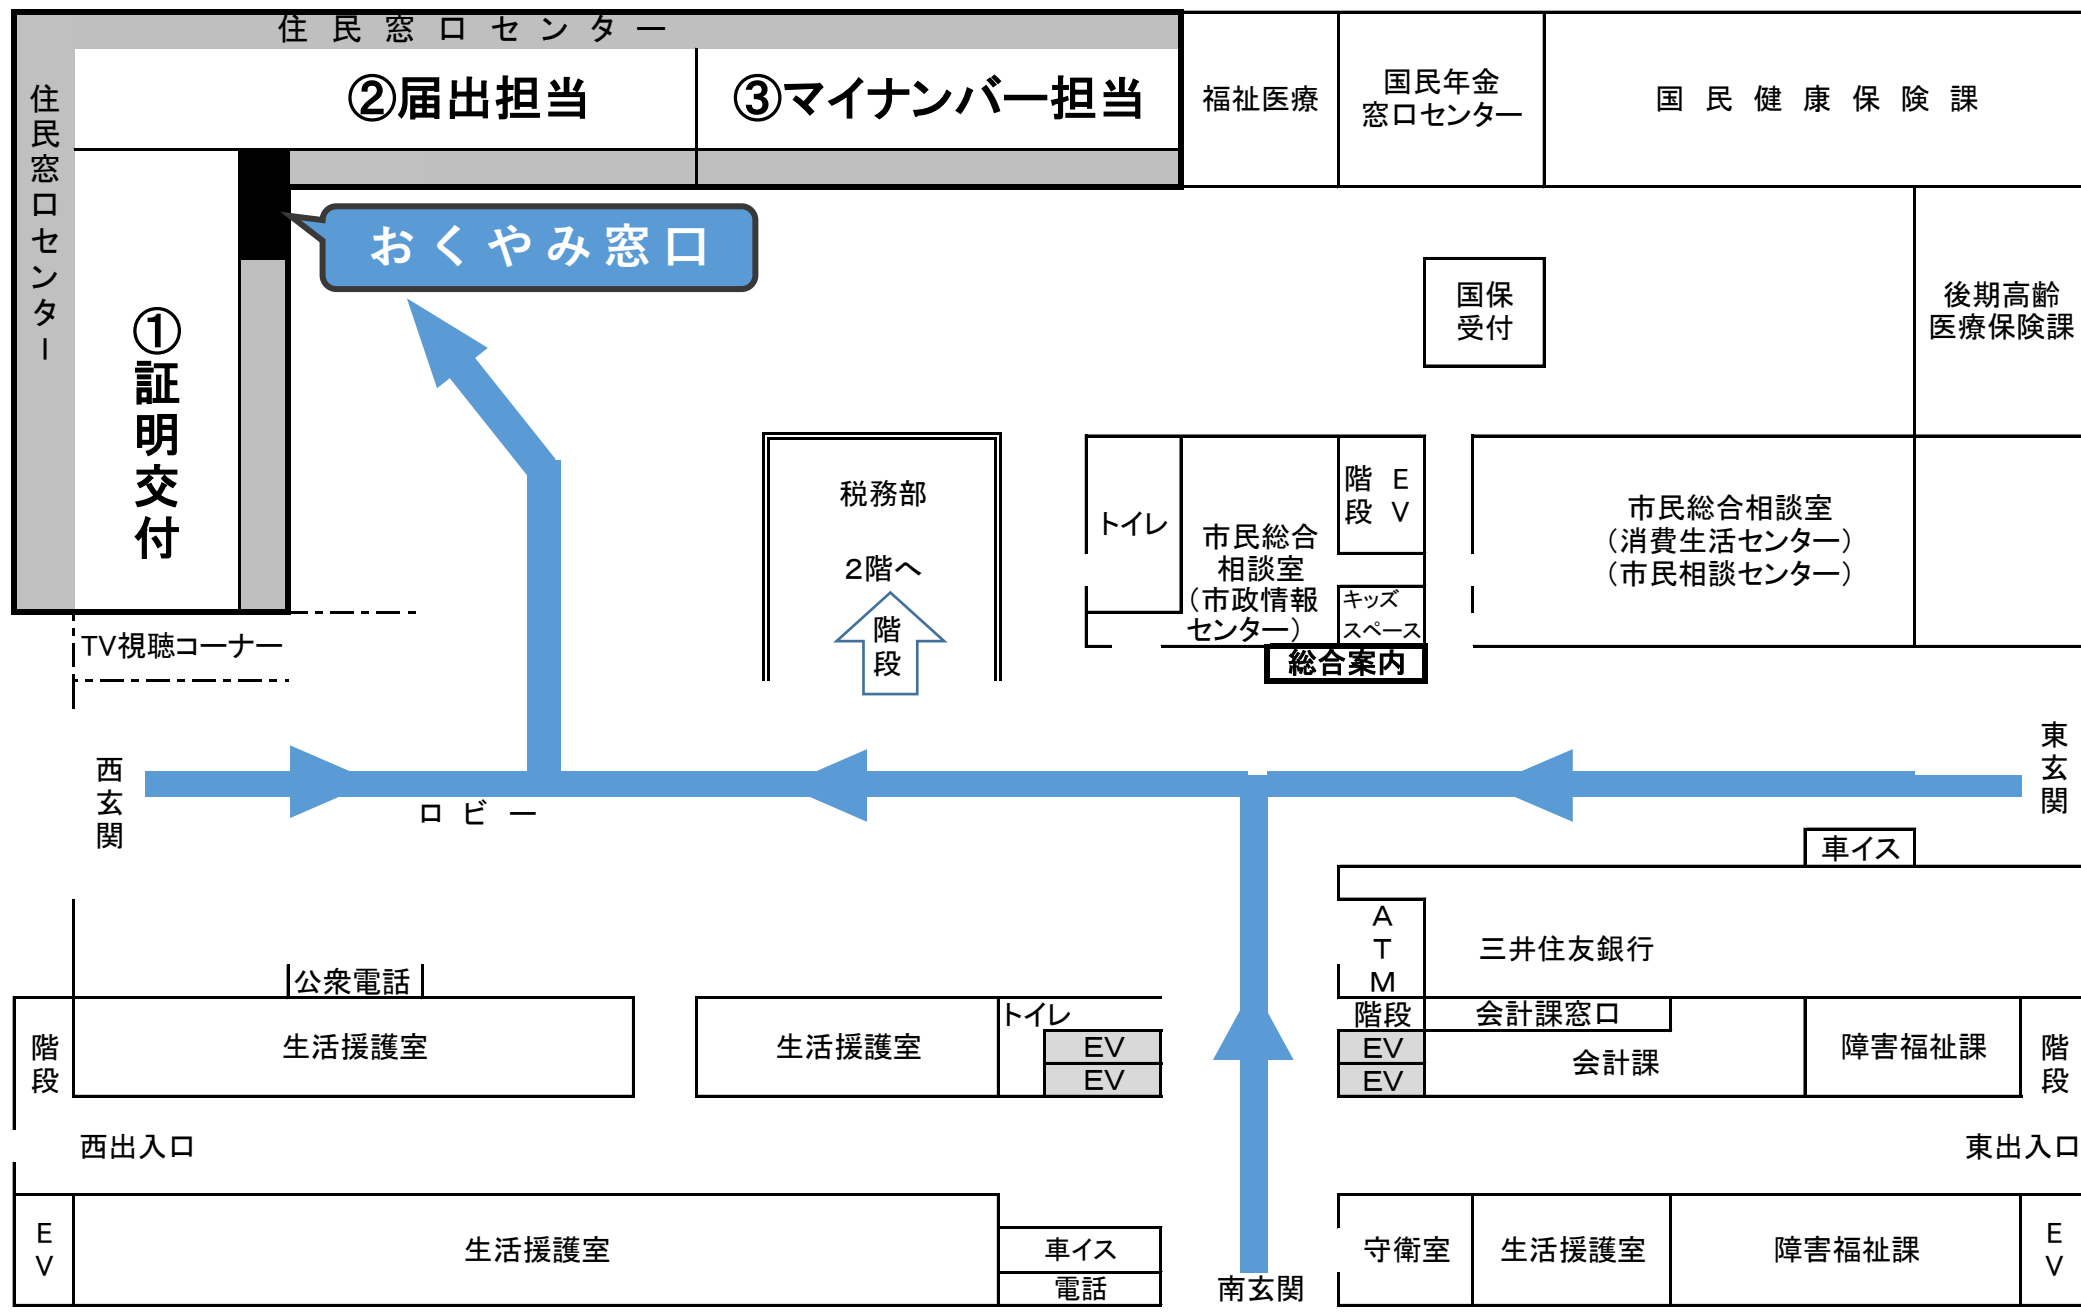 住民窓口センター
住民窓口センター
②届出担当
③マイナンバー担当
福祉医療
国民年金
窓口センター
国民健康保険課
おくやみ窓口
①証明交付
国保
受付
後期高齢
医療保険課
税務部
2階へ
階段
トイレ
市民総合
相談室
(市政情報
センター)
階段
EV
キッズ
スペース
総合案内
市民総合相談室
(消費生活センター)
(市民相談センター)
TV視聴コーナー
西玄関
ロビー
東玄関
車イス
ATM
三井住友銀行
公衆電話
階段
生活援護室
生活援護室
トイレ
EV
EV
階段
EV
EV
会計課窓口
会計課
障害福祉課
階段
西出入口
東出入口
EV
生活援護室
車イス
電話
南玄関
守衛室
生活援護室
障害福祉課
EV